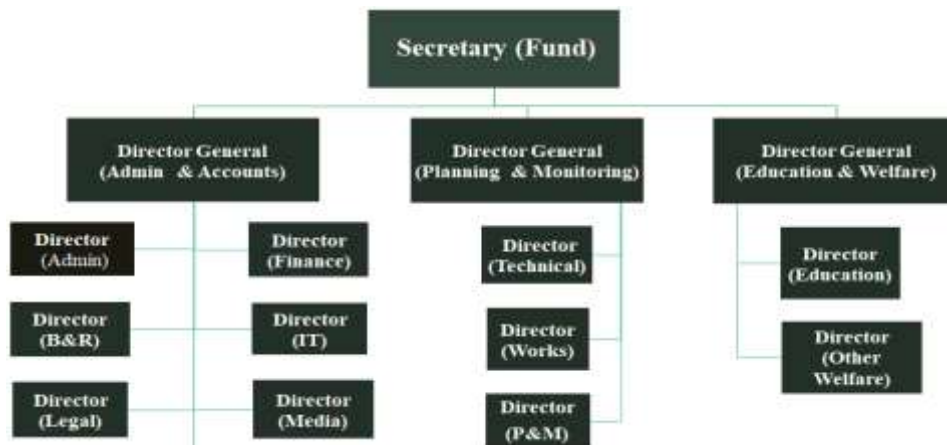 Secretary (Fund)
Director General
(Admin & Accounts)
Director General
(Planning & Monitoring)
Director General
(Education & Welfare)
Director
(Admin)
Director
(Finance)
Director
(B&R)
Director
(IT)
Director
(Legal)
Director
(Media)
Director
(Technical)
Director
(Works)
Director
(P&M)
Director
(Education)
Director
(Other
Welfare)